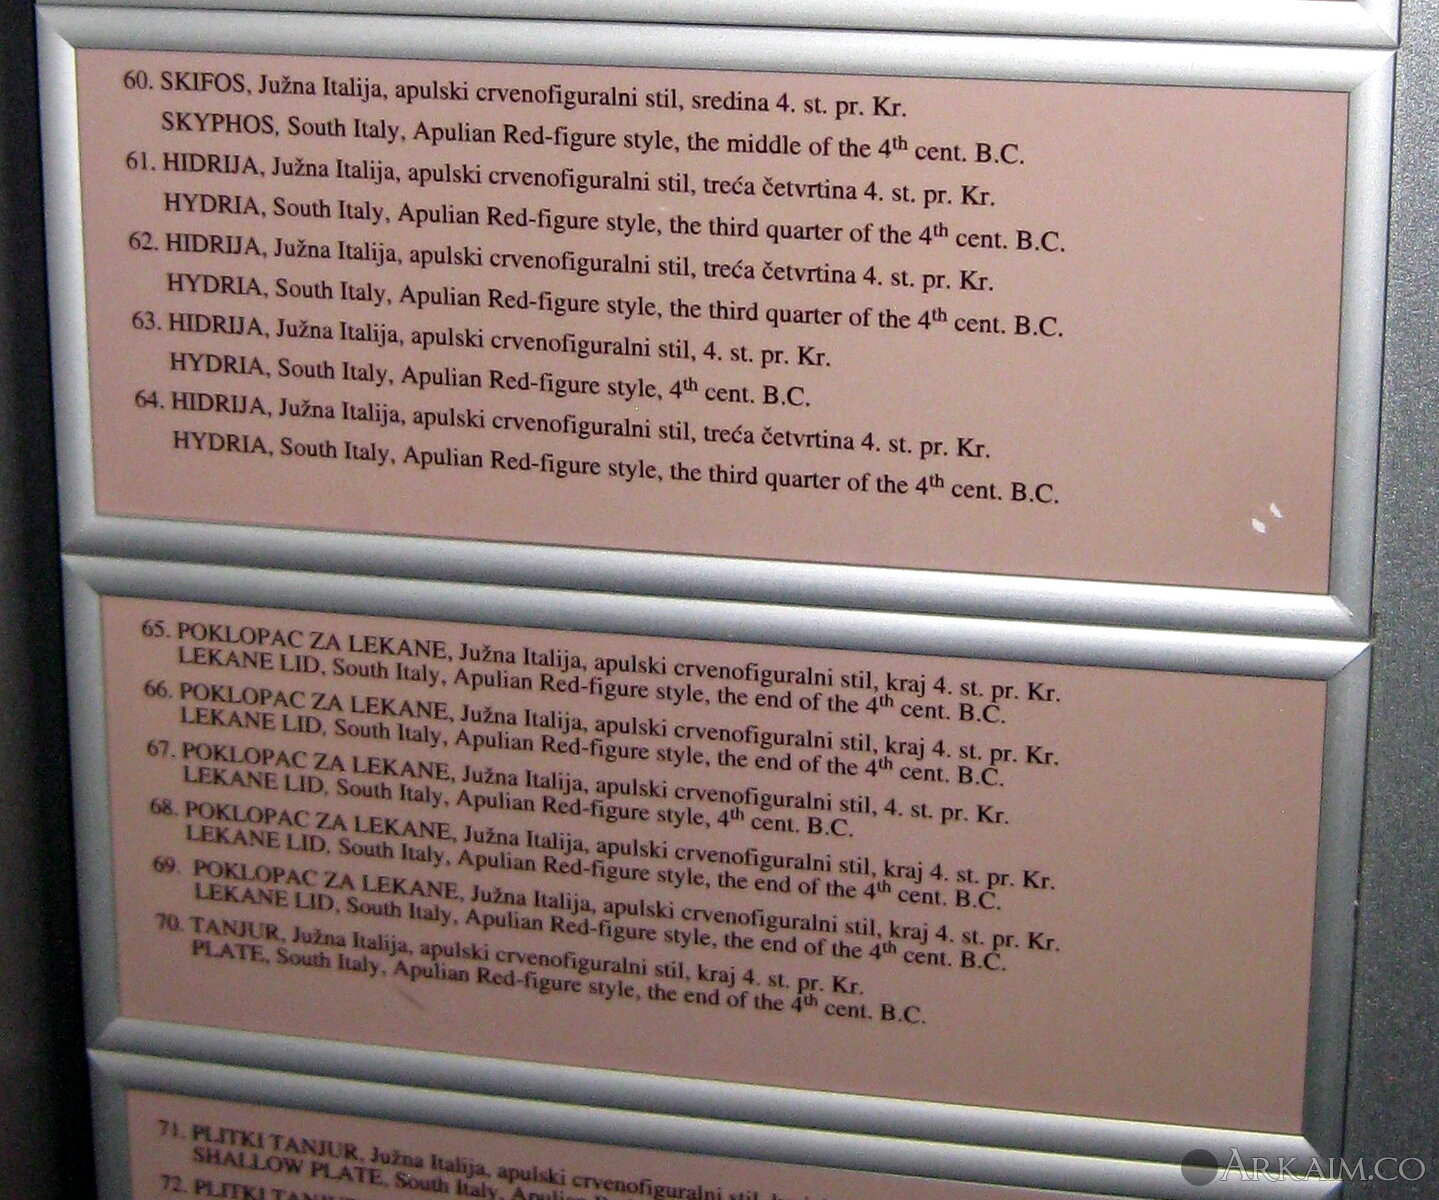 60. SKIFOS, Južna Italija, apulski crvenofiguralni stil, sredina 4. st. pr. Kr.
SKYPHOS, South Italy, Apulian Red-figure style, the middle of the 4th cent. B.C.
61. HIDRIJA, Južna Italija, apulski crvenofiguralni stil, treća četvrtina 4. st. pr. Kr.
HYDRIA, South Italy, Apulian Red-figure style, the third quarter of the 4th cent. B.C.
62. HIDRIJA, Južna Italija, apulski crvenofiguralni stil, treća četvrtina 4. st. pr. Kr.
HYDRIA, South Italy, Apulian Red-figure style, the third quarter of the 4th cent. B.C.
63. HIDRIJA, Južna Italija, apulski crvenofiguralni stil, 4. st. pr. Kr.
HYDRIA, South Italy, Apulian Red-figure style, 4th cent. B.C.
64. HIDRIJA, Južna Italija, apulski crvenofiguralni stil, treća četvrtina 4. st. pr. Kr.
HYDRIA, South Italy, Apulian Red-figure style, the third quarter of the 4th cent. B.C.
65. POKLOPAC ZA LEKANE, Južna Italija, apulski crvenofiguralni stil, kraj 4. st. pr. Kr.
LEKANE LID, South Italy, Apulian Red-figure style, the end of the 4th cent. B.C.
66. POKLOPAC ZA LEKANE, Južna Italija, apulski crvenofiguralni stil, kraj 4. st. pr. Kr.
LEKANE LID, South Italy, Apulian Red-figure style, the end of the 4th cent. B.C.
67. POKLOPAC ZA LEKANE, Južna Italija, apulski crvenofiguralni stil, 4. st. pr. Kr.
LEKANE LID, South Italy, Apulian Red-figure style, 4th cent. B.C.
68. POKLOPAC ZA LEKANE, Južna Italija, apulski crvenofiguralni stil, kraj 4. st. pr. Kr.
LEKANE LID, South Italy, Apulian Red-figure style, the end of the 4th cent. B.C.
69. POKLOPAC ZA LEKANE, Južna Italija, apulski crvenofiguralni stil, kraj 4. st. pr. Kr.
LEKANE LID, South Italy, Apulian Red-figure style, the end of the 4th cent. B.C.
70. TANJUR, Južna Italija, apulski crvenofiguralni stil, kraj 4. st. pr. Kr.
PLATE, South Italy, Apulian Red-figure style, the end of the 4th cent. B.C.
71. PLITKI TANJUR, Južna Italija, apulski crvenofiguralni stil,
SHALLOW PLATE, South Italy,
72. PLITKI
ARKAIM.CO